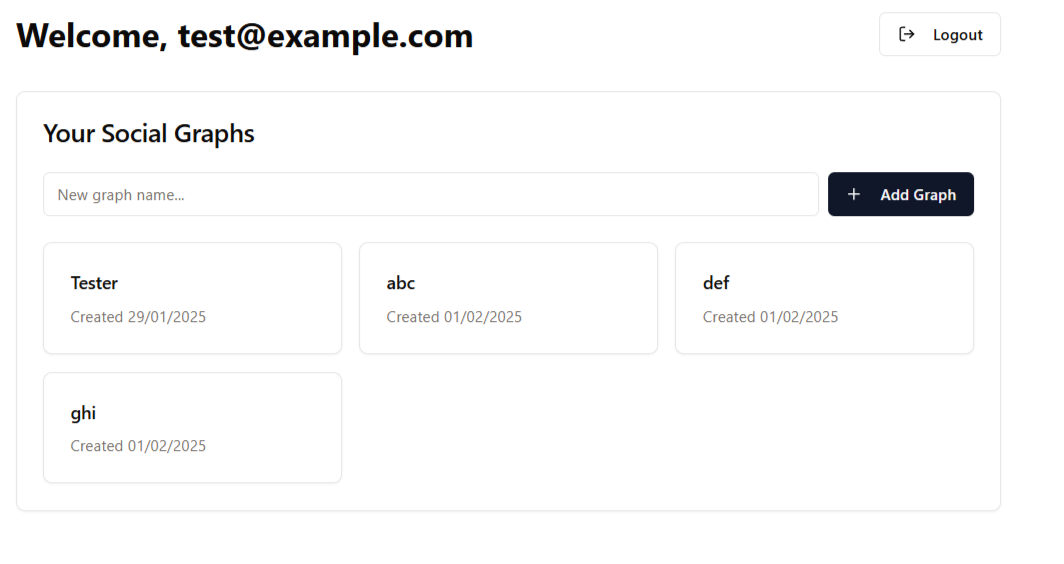 Welcome, test@example.com
Logout
Your Social Graphs
New graph name...
Add Graph
Tester
Created 29/01/2025
abc
Created 01/02/2025
def
Created 01/02/2025
ghi
Created 01/02/2025